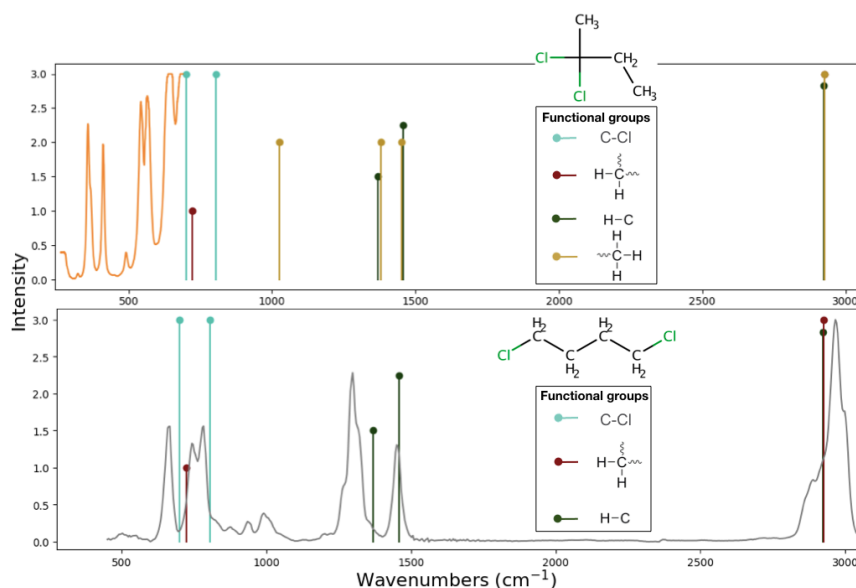 CH₃
Cl
CH₂
Cl
CH₃
3.0
2.5
2.0
1.5
1.0
0.5
0.0
Functional groups
C-Cl
H-C
H
H-C
H
C-H
H
500
1000
1500
2000
2500
3000
Intensity
3.0
2.5
2.0
1.5
1.0
0.5
0.0
H₂
C
H₂
C
Cl
Cl
C
H₂
C
H₂
Functional groups
C-Cl
H-C
H
H-C
500
1000
1500
2000
2500
3000
Wavenumbers (cm⁻¹)